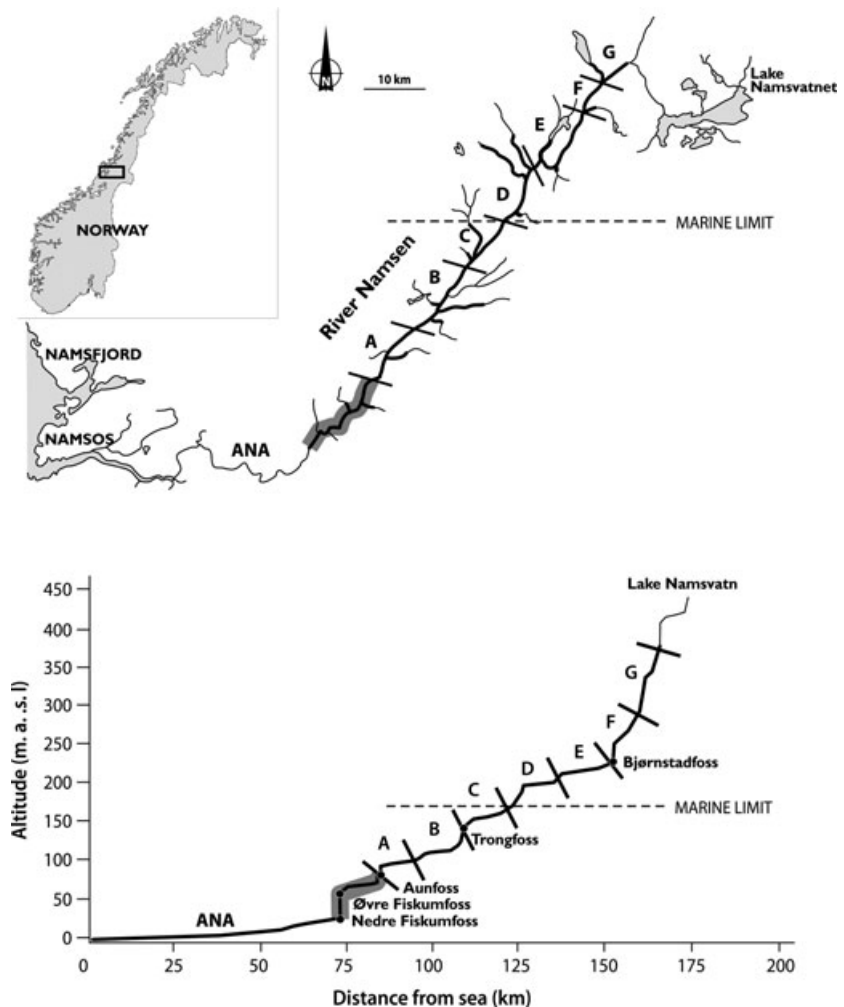 N
10 km
G
Lake
Namsvatnet
F
E
D
MARINE LIMIT
C
NORWAY
B
River Namsen
A
NAMSFJORD
NAMSOS
ANA
450
Lake Namsvatn
400
350
G
300
F
250
E
Bjørnstadfoss
D
200
C
MARINE LIMIT
150
B
Trongfoss
A
100
Aunfoss
50
Øvre Fiskumfoss
ANA
Nedre Fiskumfoss
0
Altitude (m. a. .s. l)
0
25
50
75
100
125
150
175
200
Distance from sea (km)